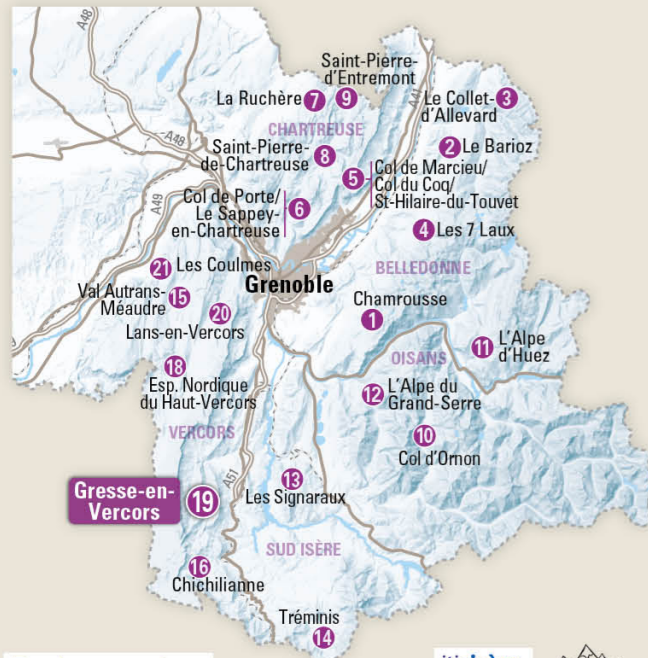 A48
Saint-Pierre-
d'Entremont
A41
La Ruchère 7
9
Le Collet-
d'Allevard
3
CHARTREUSE
A48
2 Le Barioz
Saint-Pierre-
de-Chartreuse
8
5
Col de Marcieu/
Col du Coq/
St-Hilaire-du-Touvet
A49
Col de Porte/
Le Sappey-
en-Chartreuse
6
4 Les 7 Laux
21 Les Coulmes
BELLEDONNE
Grenoble
Val Autrans-
Méaudre
15
20
Lans-en-Vercors
Chamrousse
1
11
L'Alpe
d'Huez
OISANS
18
Esp. Nordique
du Haut-Vercors
12
L'Alpe du
Grand-Serre
VERCORS
10
Col d'Ornon
A51
13
Les Signaraux
Gresse-en-
Vercors
19
SUD ISÈRE
16
Chichilianne
Tréminis
14